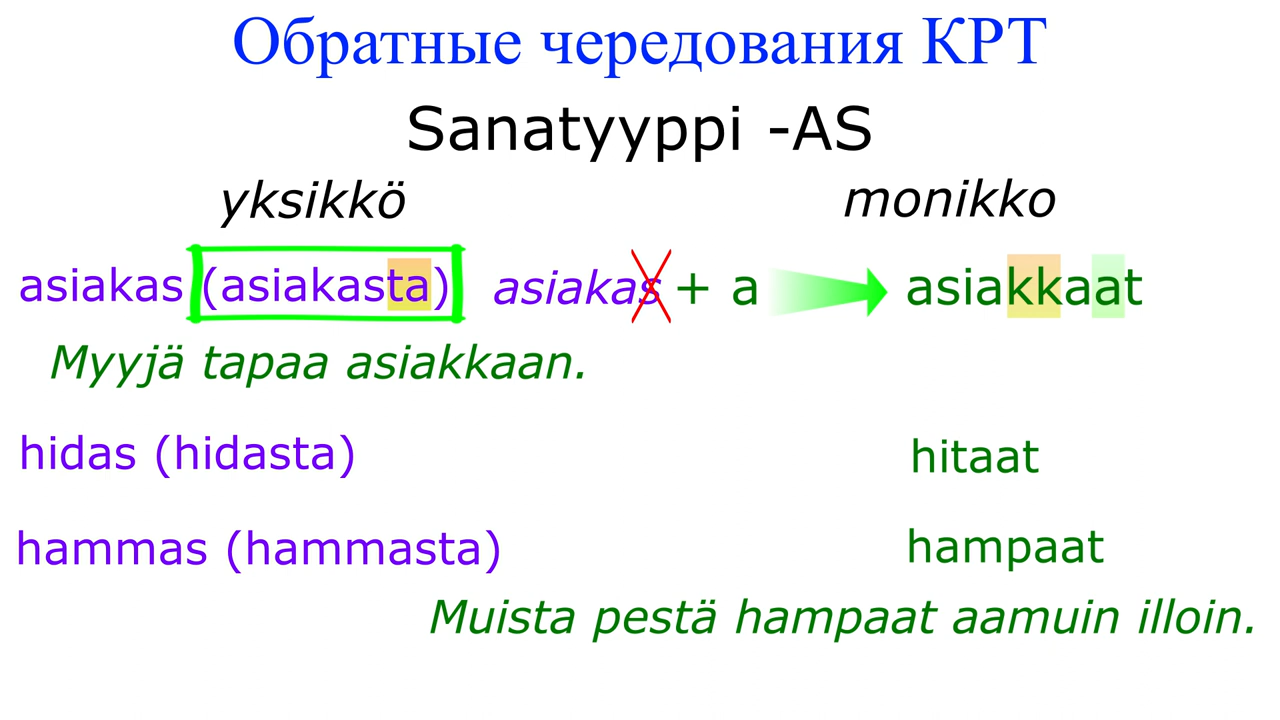 Обратные чередования КРТ
Sanatyyppi -AS
yksikkö monikko
asiakas (asiakasta) asiakas + a asiakkaat
Myyjä tapaa asiakkaan.
hidas (hidasta) hitaat
hammas (hammasta) hampaat
Muista pestä hampaat aamuin illoin.